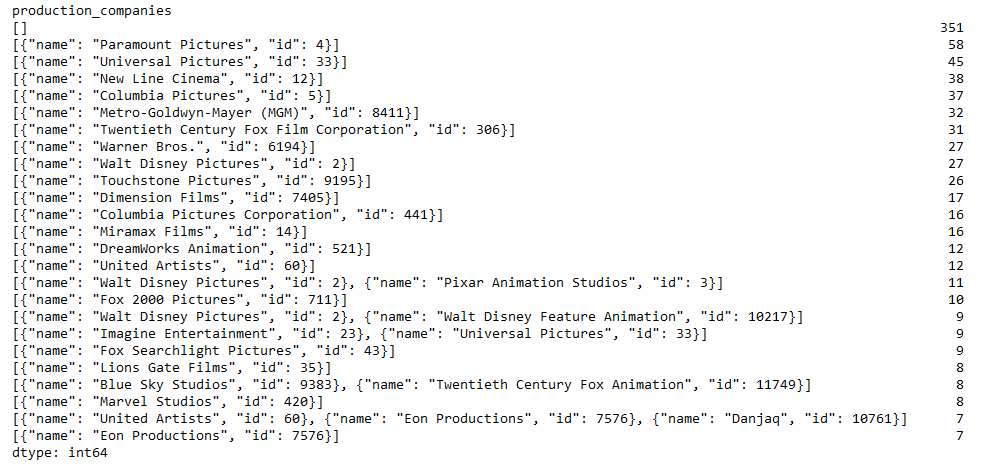 production_companies
[] 351
[{"name": "Paramount Pictures", "id": 4}] 58
[{"name": "Universal Pictures", "id": 33}] 45
[{"name": "New Line Cinema", "id": 12}] 38
[{"name": "Columbia Pictures", "id": 5}] 37
[{"name": "Metro-Goldwyn-Mayer (MGM)", "id": 8411}] 32
[{"name": "Twentieth Century Fox Film Corporation", "id": 306}] 31
[{"name": "Warner Bros.", "id": 6194}] 27
[{"name": "Walt Disney Pictures", "id": 2}] 27
[{"name": "Touchstone Pictures", "id": 9195}] 26
[{"name": "Dimension Films", "id": 7405}] 17
[{"name": "Columbia Pictures Corporation", "id": 441}] 16
[{"name": "Miramax Films", "id": 14}] 16
[{"name": "DreamWorks Animation", "id": 521}] 12
[{"name": "United Artists", "id": 60}] 12
[{"name": "Walt Disney Pictures", "id": 2}, {"name": "Pixar Animation Studios", "id": 3}] 11
[{"name": "Fox 2000 Pictures", "id": 711}] 10
[{"name": "Walt Disney Pictures", "id": 2}, {"name": "Walt Disney Feature Animation", "id": 10217}] 9
[{"name": "Imagine Entertainment", "id": 23}, {"name": "Universal Pictures", "id": 33}] 9
[{"name": "Fox Searchlight Pictures", "id": 43}] 9
[{"name": "Lions Gate Films", "id": 35}] 8
[{"name": "Blue Sky Studios", "id": 9383}, {"name": "Twentieth Century Fox Animation", "id": 11749}] 8
[{"name": "Marvel Studios", "id": 420}] 8
[{"name": "United Artists", "id": 60}, {"name": "Eon Productions", "id": 7576}, {"name": "Danjaq", "id": 10761}] 7
[{"name": "Eon Productions", "id": 7576}] 7
dtype: int64